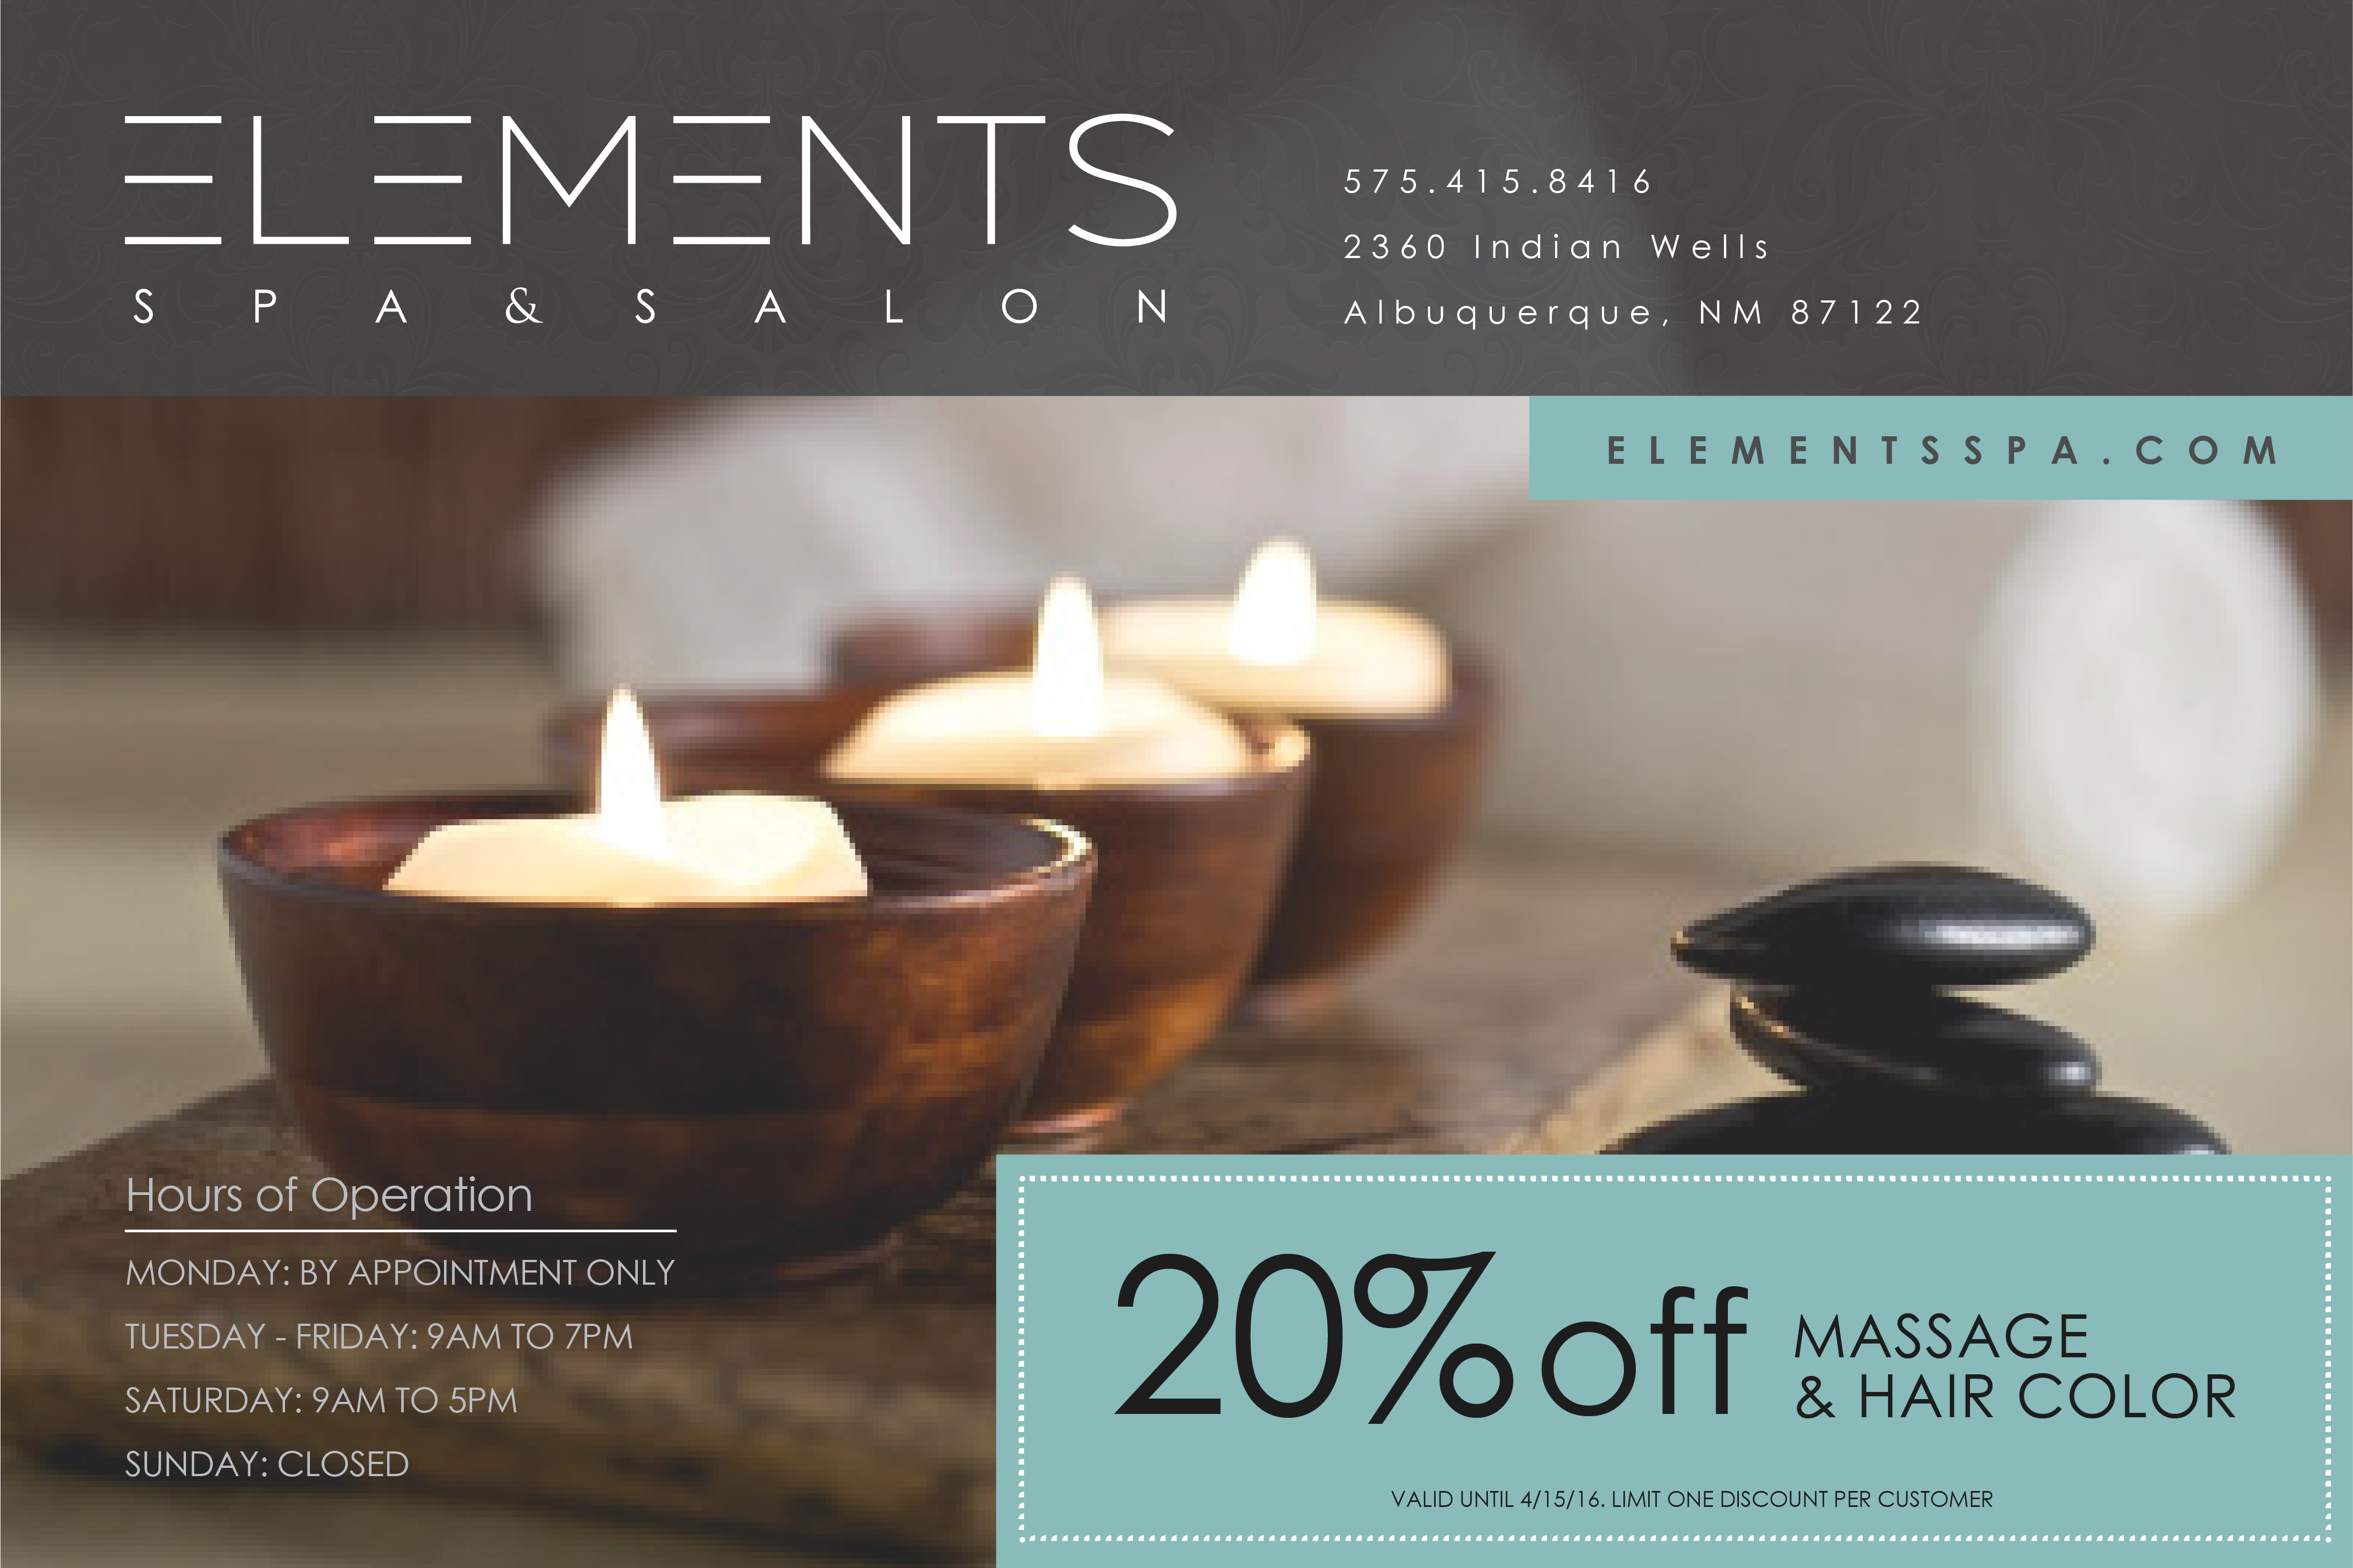 ELEMENTS
SPA & SALON
575.415.8416
2360 Indian Wells
Albuquerque, NM 87122
ELEMENTSSPA.COM
Hours of Operation
MONDAY: BY APPOINTMENT ONLY
TUESDAY - FRIDAY: 9AM TO 7PM
SATURDAY: 9AM TO 5PM
SUNDAY: CLOSED
20% off MASSAGE
& HAIR COLOR
VALID UNTIL 4/15/16. LIMIT ONE DISCOUNT PER CUSTOMER